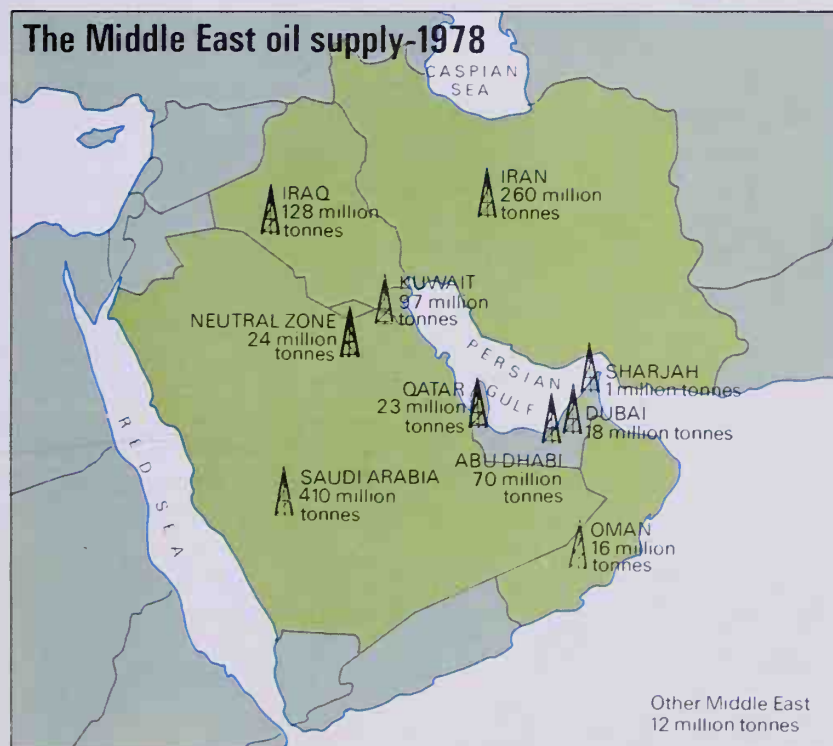 The Middle East oil supply-1978
CASPIAN
SEA
IRAN
260 million
tonnes
IRAQ
128 million
tonnes
KUWAIT
97 million
tonnes
NEUTRAL ZONE
24 million
tonnes
PERSIAN
GULF
SHARJAH
1 million tonnes
QATAR
23 million
tonnes
DUBAI
18 million tonnes
ABU DHABI
70 million
tonnes
RED SEA
SAUDI ARABIA
410 million
tonnes
OMAN
16 million
tonnes
Other Middle East
12 million tonnes